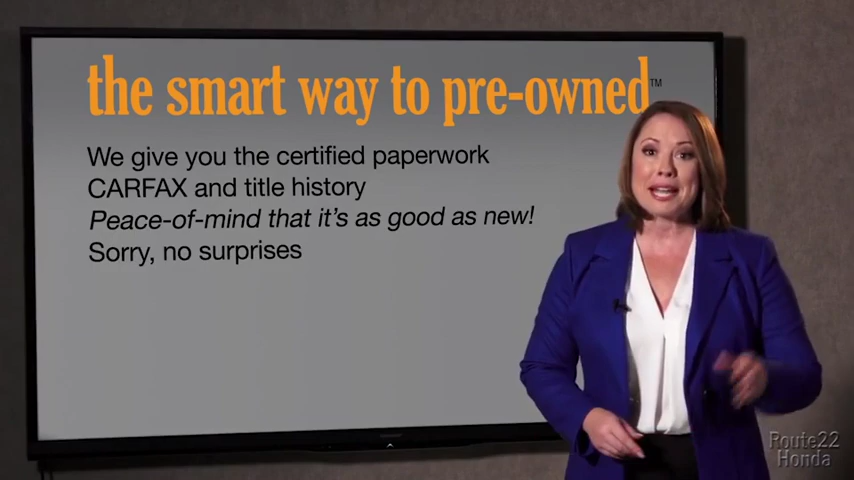 the smart way to pre-owned™
We give you the certified paperwork
CARFAX and title history
Peace-of-mind that it's as good as new!
Sorry, no surprises
Route22
Honda